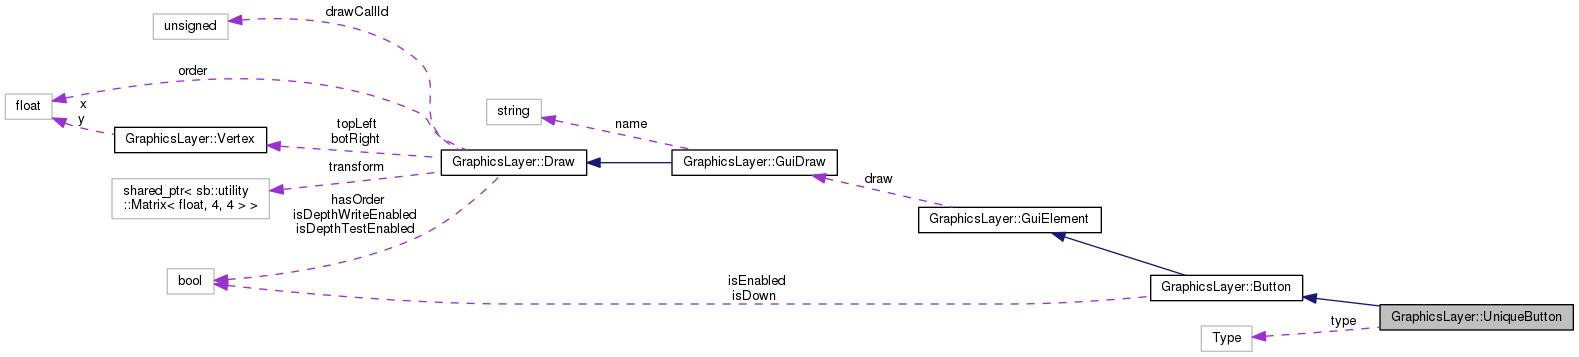 drawCallId
unsigned
order
float
x
y
string
name
topLeft
botRight
GraphicsLayer::Vertex
GraphicsLayer::Draw
GraphicsLayer::GuiDraw
transform
draw
shared_ptr< sb::utility
::Matrix< float, 4, 4 > >
hasOrder
isDepthWriteEnabled
isDepthTestEnabled
GraphicsLayer::GuiElement
bool
isEnabled
isDown
GraphicsLayer::Button
type
GraphicsLayer::UniqueButton
Type